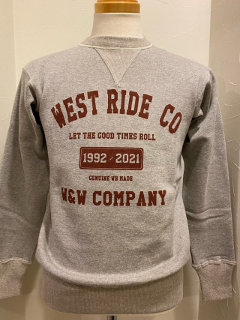 WEST RIDE CO
LET THE GOOD TIMES ROLL
1992/2021
GENUINE WR MADE
W&W COMPANY